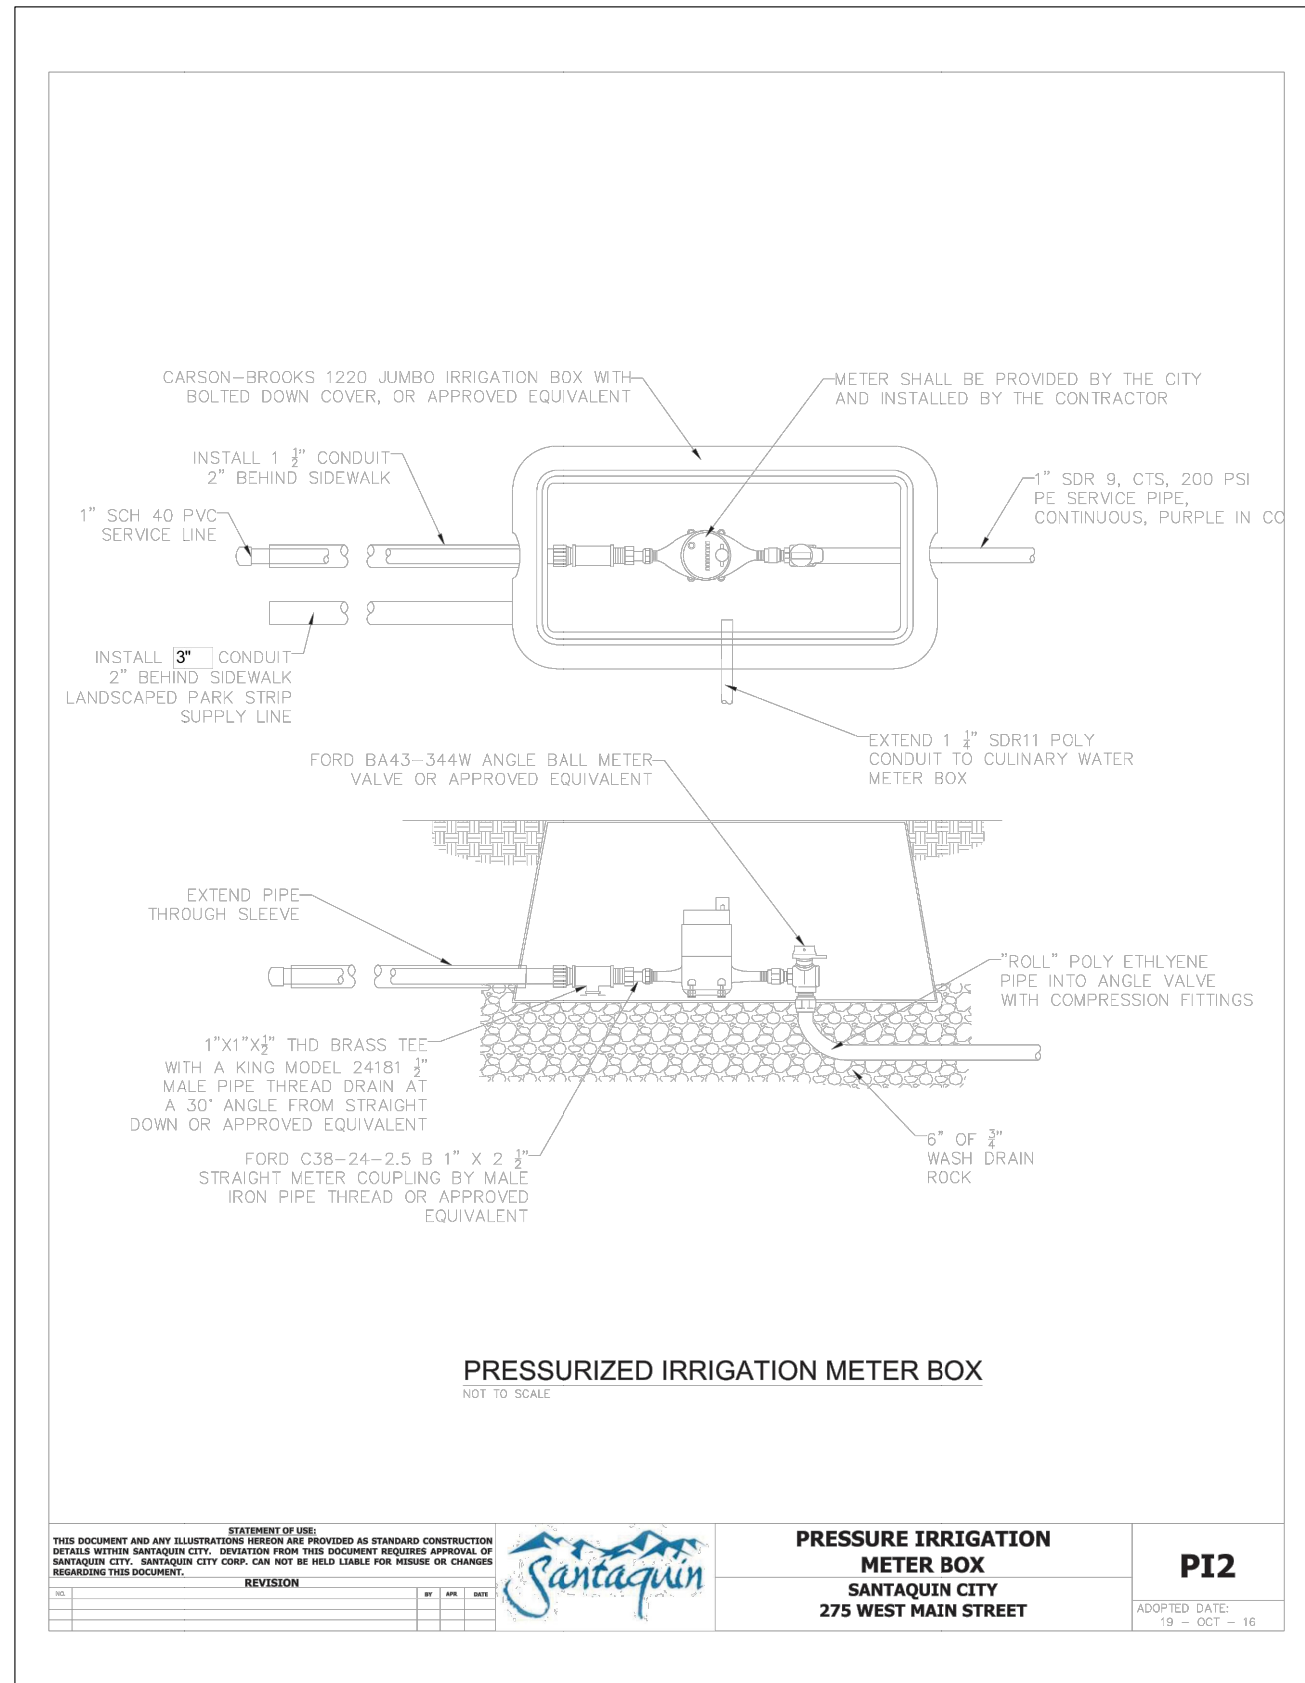 CARSON-BROOKS 1220 JUMBO IRRIGATION BOX WITH
BOLTED DOWN COVER, OR APPROVED EQUIVALENT
METER SHALL BE PROVIDED BY THE CITY
AND INSTALLED BY THE CONTRACTOR
INSTALL 1 1/2" CONDUIT
2" BEHIND SIDEWALK
1" SCH 40 PVC
SERVICE LINE
1" SDR 9, CTS, 200 PSI
PE SERVICE PIPE,
CONTINUOUS, PURPLE IN CO
INSTALL 3" CONDUIT
2" BEHIND SIDEWALK
LANDSCAPED PARK STRIP
SUPPLY LINE
EXTEND 1 1/4" SDR11 POLY
CONDUIT TO CULINARY WATER
METER BOX
FORD BA43-344W ANGLE BALL METER
VALVE OR APPROVED EQUIVALENT
EXTEND PIPE
THROUGH SLEEVE
"ROLL" POLY ETHLYENE
PIPE INTO ANGLE VALVE
WITH COMPRESSION FITTINGS
1"X1"X1/2" THD BRASS TEE
WITH A KING MODEL 24181 1/2"
MALE PIPE THREAD DRAIN AT
A 30° ANGLE FROM STRAIGHT
DOWN OR APPROVED EQUIVALENT
FORD C38-24-2.5 B 1" X 2 1/2"
STRAIGHT METER COUPLING BY MALE
IRON PIPE THREAD OR APPROVED
EQUIVALENT
6" OF 3/4"
WASH DRAIN
ROCK
PRESSURIZED IRRIGATION METER BOX
NOT TO SCALE
STATEMENT OF USE:
THIS DOCUMENT AND ANY ILLUSTRATIONS HEREON ARE PROVIDED AS STANDARD CONSTRUCTION
DETAILS WITHIN SANTAQUIN CITY. DEVIATION FROM THIS DOCUMENT REQUIRES APPROVAL OF
SANTAQUIN CITY. SANTAQUIN CITY CORP. CAN NOT BE HELD LIABLE FOR MISUSE OR CHANGES
REGARDING THIS DOCUMENT.
REVISION
NO. BY APR. DATE
Santaquin
PRESSURE IRRIGATION
METER BOX
SANTAQUIN CITY
275 WEST MAIN STREET
PI2
ADOPTED DATE:
19 - OCT - 16